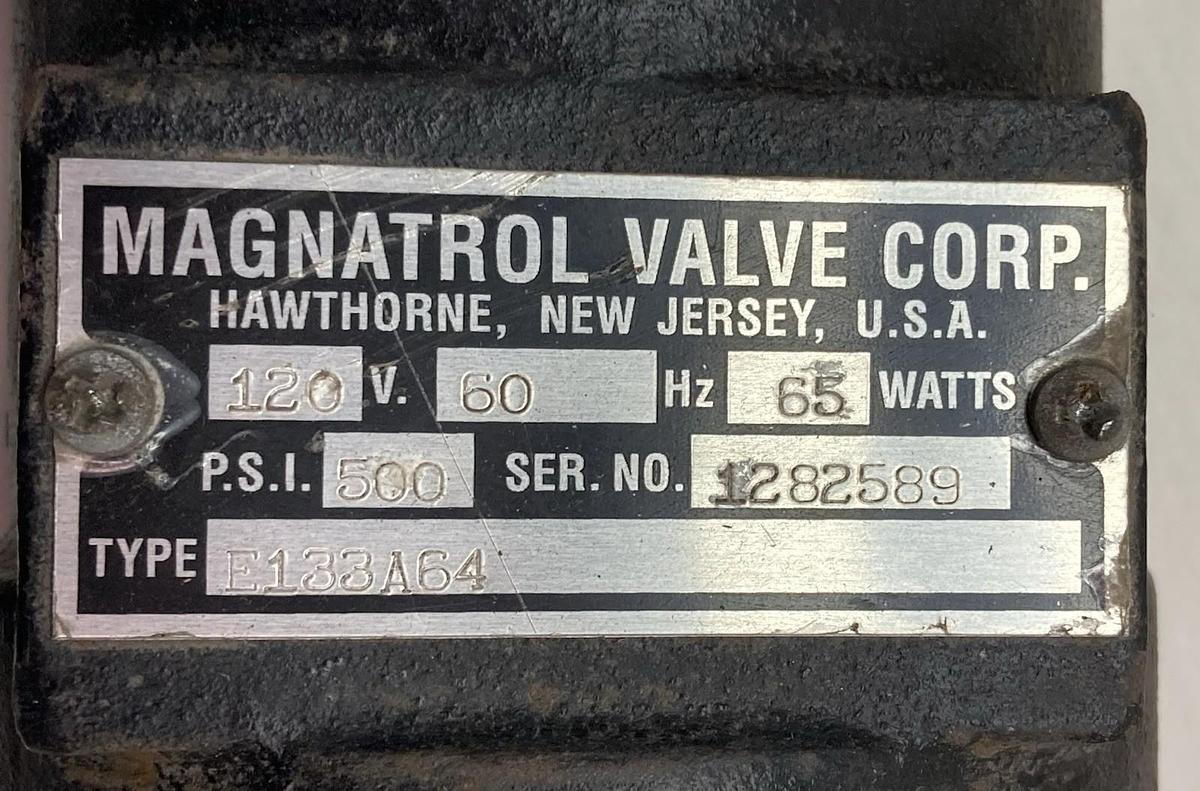 MAGNATROL VALVE CORP.
HAWTHORNE, NEW JERSEY, U.S.A.
120 V. 60 Hz 65 WATTS
P.S.I. 500 SER. NO. 1282589
TYPE E133A64